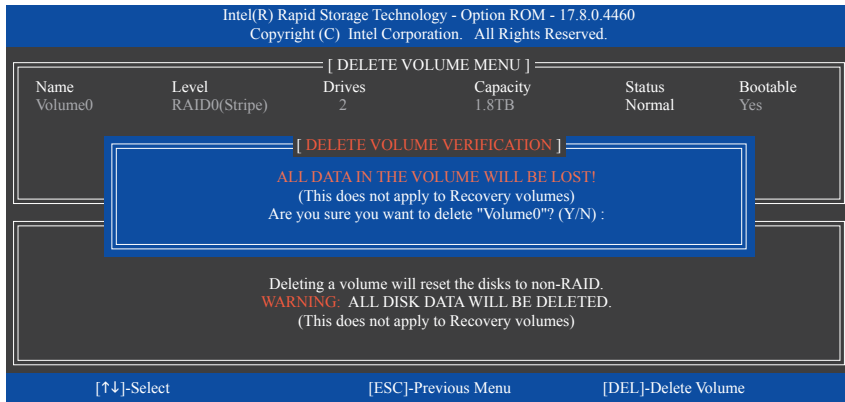 Intel(R) Rapid Storage Technology - Option ROM - 17.8.0.4460
Copyright (C) Intel Corporation. All Rights Reserved.
[ DELETE VOLUME MENU ]
Name Level Drives Capacity Status Bootable
Volume0 RAID0(Stripe) 2 1.8TB Normal Yes
[ DELETE VOLUME VERIFICATION ]
ALL DATA IN THE VOLUME WILL BE LOST!
(This does not apply to Recovery volumes)
Are you sure you want to delete "Volume0"? (Y/N) :
Deleting a volume will reset the disks to non-RAID.
WARNING: ALL DISK DATA WILL BE DELETED.
(This does not apply to Recovery volumes)
[↑↓]-Select [ESC]-Previous Menu [DEL]-Delete Volume